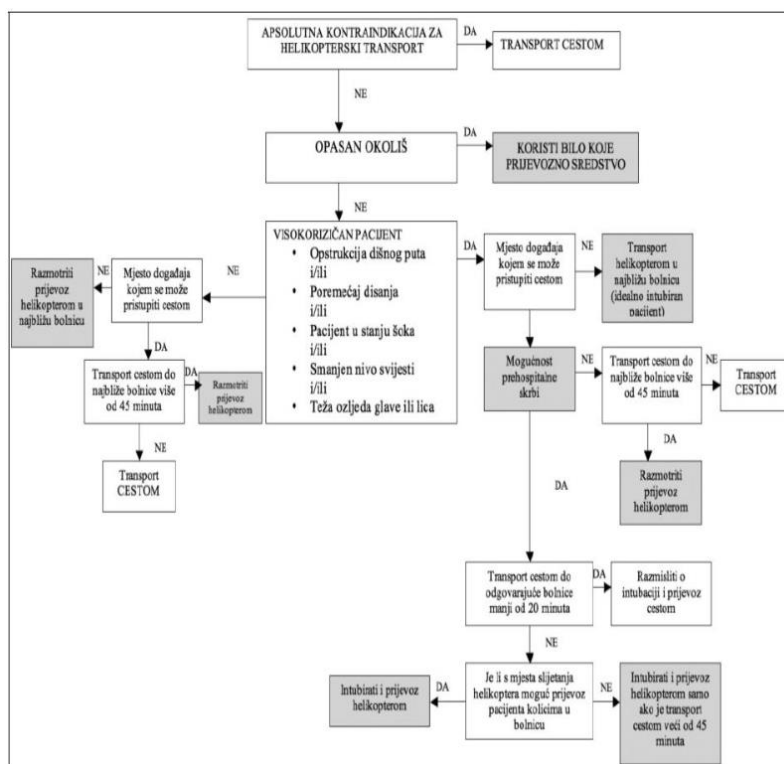 APSOLUTNA KONTRAINDIKACIJA ZA
HELIKOPTERSKI TRANSPORT
DA
TRANSPORT CESTOM
NE
OPASAN OKOLIŠ
DA
KORISTI BILO KOJE
PRIJEVOZNO SREDSTVO
NE
VISOKORIZIČAN PACIJENT
• Opstrukcija dišnog puta
i/ili
• Poremećaj disanja
i/ili
• Pacijent u stanju šoka
i/ili
• Smanjen nivo svijesti
i/ili
• Teža ozljeda glave ili lica
NE
Mjesto događaja
kojem se može
pristupiti cestom
NE
Razmotriti
prijevoz
helikopterom u
najbližu bolnicu
DA
Transport cestom do
najbliže bolnice više
od 45 minuta
DA
Razmotriti
prijevoz
helikopterom
NE
Transport
CESTOM
DA
Mjesto događaja
kojem se može
pristupiti cestom
NE
Transport
helikopterom u
najbližu bolnicu
(idealno intubiran
pacijent)
DA
Mogućnost
prehospitalne
skrbi
NE
Transport cestom do
najbliže bolnice više
od 45 minuta
NE
Transport
CESTOM
DA
Razmotriti
prijevoz
helikopterom
DA
Transport cestom do
odgovarajuće bolnice
manji od 20 minuta
DA
Razmisliti o
intubaciji i prijevoz
cestom
NE
Je li s mjesta slijetanja
helikoptera moguć prijevoz
pacijenta kolicima u
bolnicu
DA
Intubirati i prijevoz
helikopterom
NE
Intubirati i prijevoz
helikopterom samo
ako je transport
cestom veći od 45
minuta